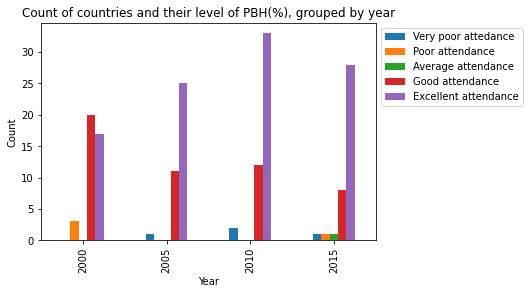 Count of countries and their level of PBH(%), grouped by year
Very poor attedance
Poor attendance
Average attendance
Good attendance
Excellent attendance
Count
30
25
20
15
10
5
0
2000
2005
2010
2015
Year